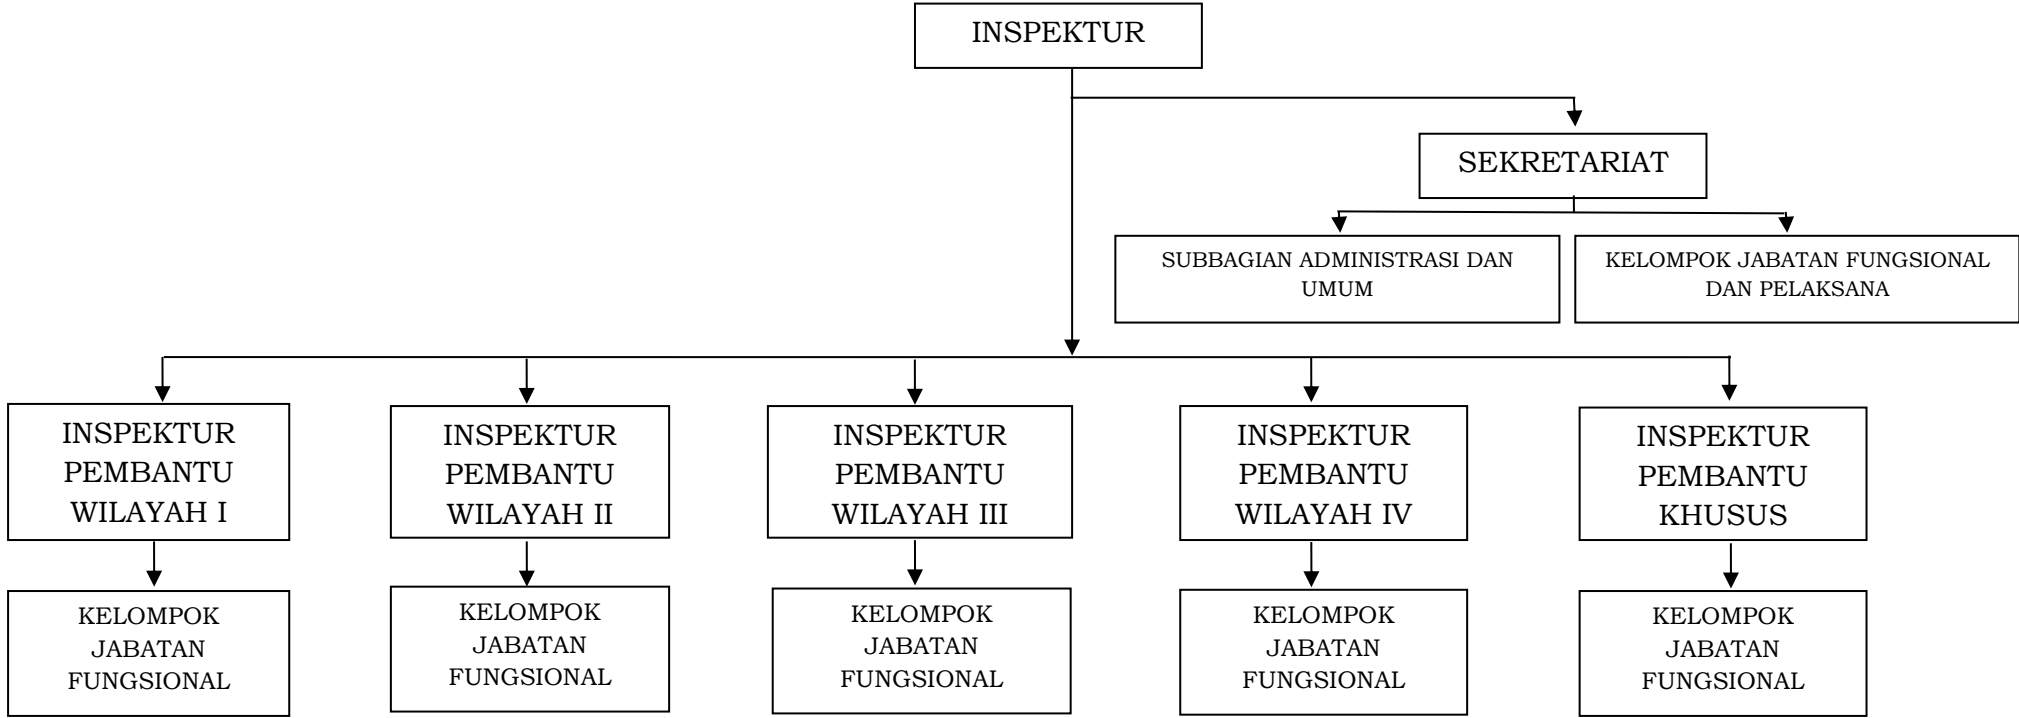 INSPEKTUR
SEKRETARIAT
SUBBAGIAN ADMINISTRASI DAN
UMUM
KELOMPOK JABATAN FUNGSIONAL
DAN PELAKSANA
INSPEKTUR
PEMBANTU
WILAYAH I
INSPEKTUR
PEMBANTU
WILAYAH II
INSPEKTUR
PEMBANTU
WILAYAH III
INSPEKTUR
PEMBANTU
WILAYAH IV
INSPEKTUR
PEMBANTU
KHUSUS
KELOMPOK
JABATAN
FUNGSIONAL
KELOMPOK
JABATAN
FUNGSIONAL
KELOMPOK
JABATAN
FUNGSIONAL
KELOMPOK
JABATAN
FUNGSIONAL
KELOMPOK
JABATAN
FUNGSIONAL